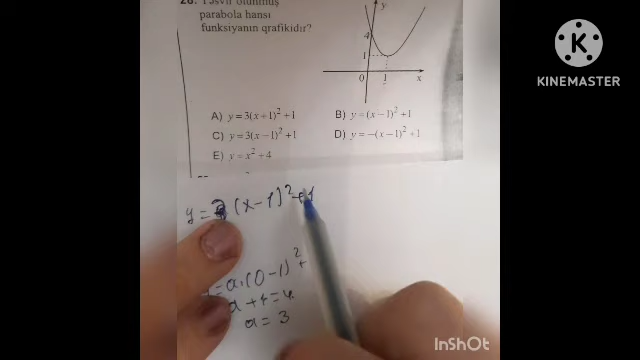 Təsvir olunmuş
parabola hansı
funksiyanın qrafikidir?
y
4
1
0 1 x
A) y=3(x+1)²+1
B) y=(x−1)²+1
C) y=3(x−1)²+1
D) y=−(x−1)²+1
E) y=x²+4
y = (x-1)²+1
=a·(0-1)²+
a+1=4
a=3
KINEMASTER
InShOt